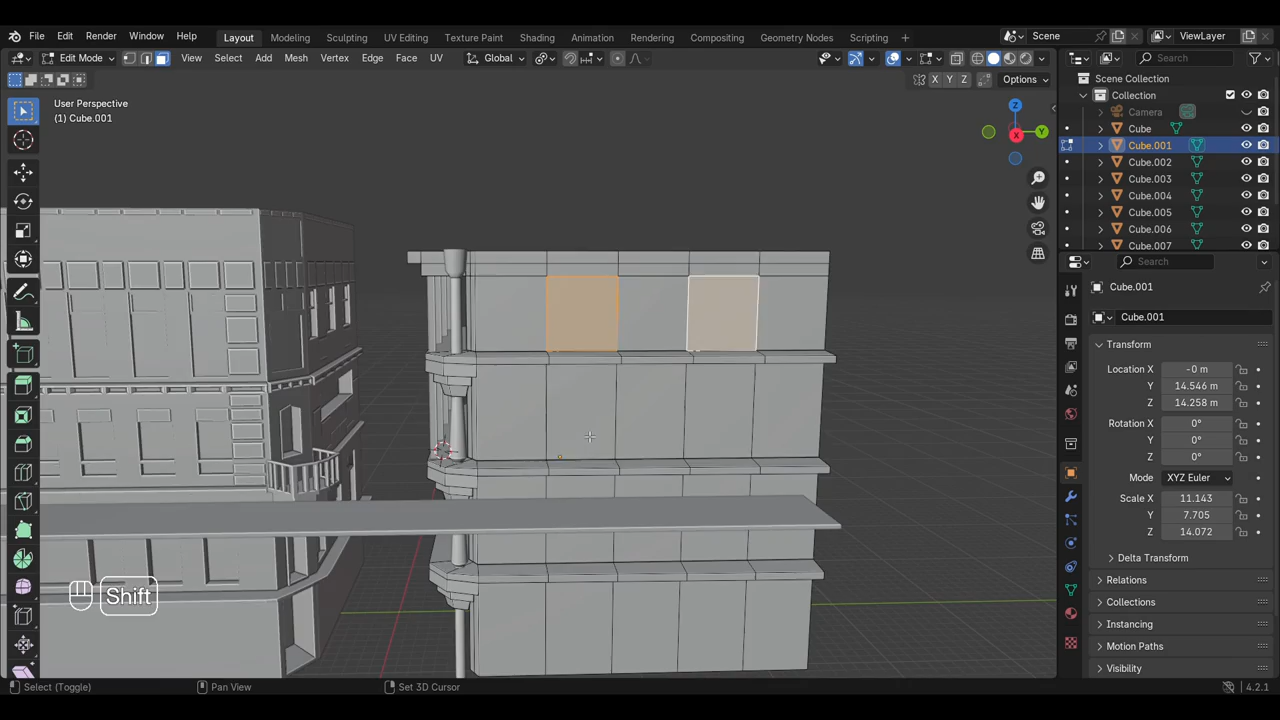 File Edit Render Window Help Layout Modeling Sculpting UV Editing Texture Paint Shading Animation Rendering Compositing Geometry Nodes Scripting + Scene ViewLayer
Edit Mode View Select Add Mesh Vertex Edge Face UV Global Search
X Y Z Options Scene Collection
User Perspective
(1) Cube.001
Collection
Camera
Cube
Cube.001
Cube.002
Cube.003
Cube.004
Cube.005
Cube.006
Cube.007
Z
X
Y
Search
Cube.001
Cube.001
Transform
Location X -0 m
Y 14.546 m
Z 14.258 m
Rotation X 0°
Y 0°
Z 0°
Mode XYZ Euler
Scale X 11.143
Y 7.705
Z 14.072
Delta Transform
Relations
Collections
Instancing
Motion Paths
Visibility
Shift
Select (Toggle) Pan View Set 3D Cursor 4.2.1